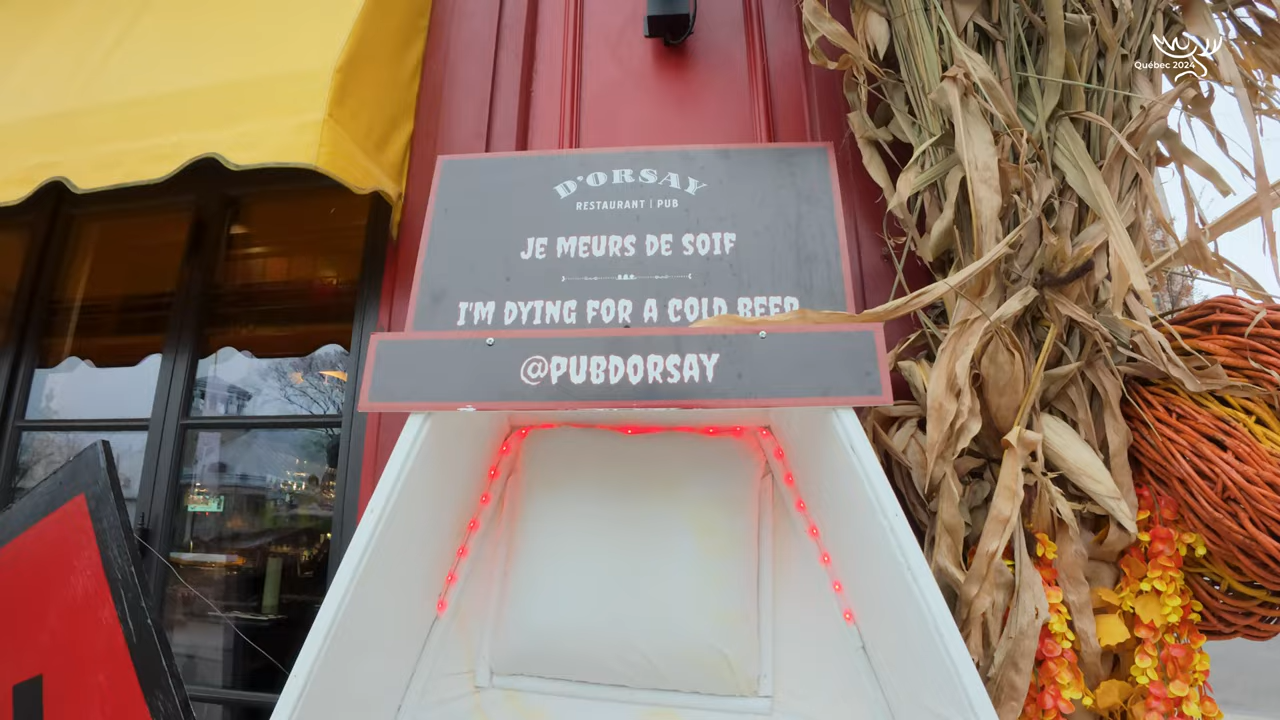 Québec 2024
D'ORSAY
RESTAURANT | PUB
JE MEURS DE SOIF
I'M DYING FOR A COLD BEER
@PUBDORSAY